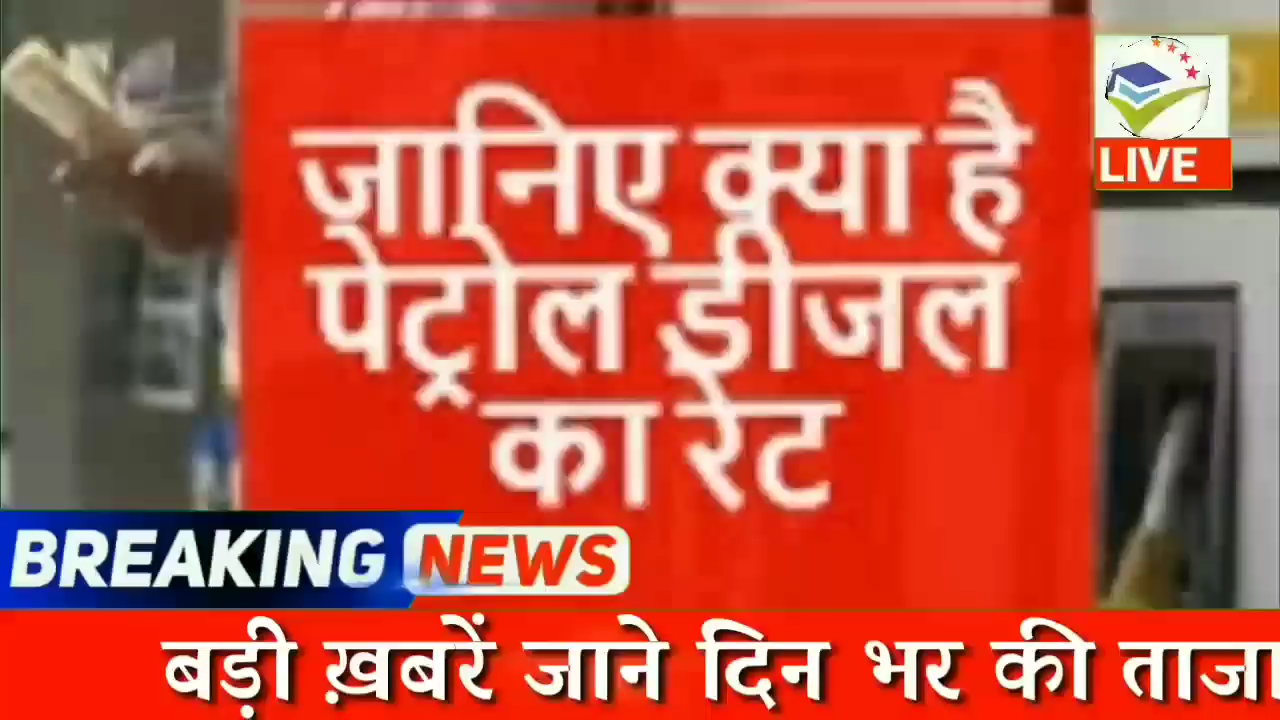 जानिए क्या है
पेट्रोल डीजल
का रेट
LIVE
BREAKING NEWS
बड़ी ख़बरें जाने दिन भर की ताजा